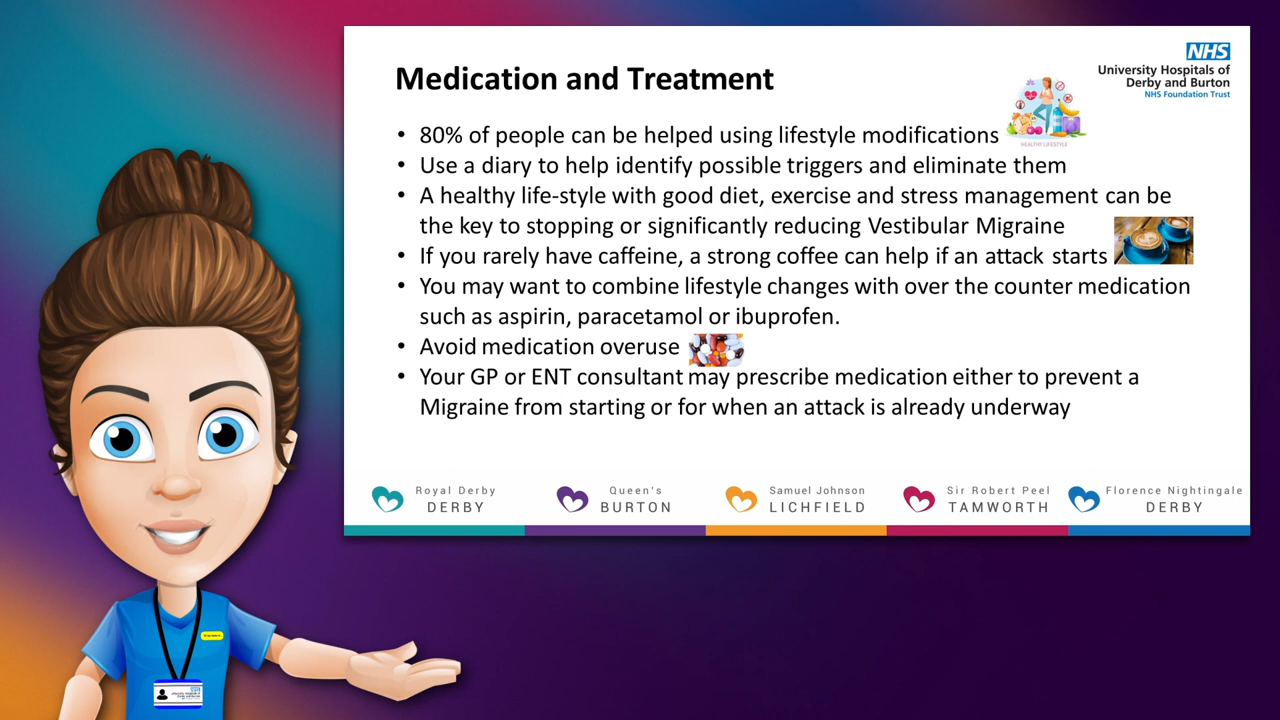 NHS
University Hospitals of
Derby and Burton
NHS Foundation Trust
Medication and Treatment
HEALTHY LIFESTYLE
• 80% of people can be helped using lifestyle modifications
• Use a diary to help identify possible triggers and eliminate them
• A healthy life-style with good diet, exercise and stress management can be
the key to stopping or significantly reducing Vestibular Migraine
• If you rarely have caffeine, a strong coffee can help if an attack starts
• You may want to combine lifestyle changes with over the counter medication
such as aspirin, paracetamol or ibuprofen.
• Avoid medication overuse
• Your GP or ENT consultant may prescribe medication either to prevent a
Migraine from starting or for when an attack is already underway
Royal Derby
DERBY
Queen's
BURTON
Samuel Johnson
LICHFIELD
Sir Robert Peel
TAMWORTH
Florence Nightingale
DERBY